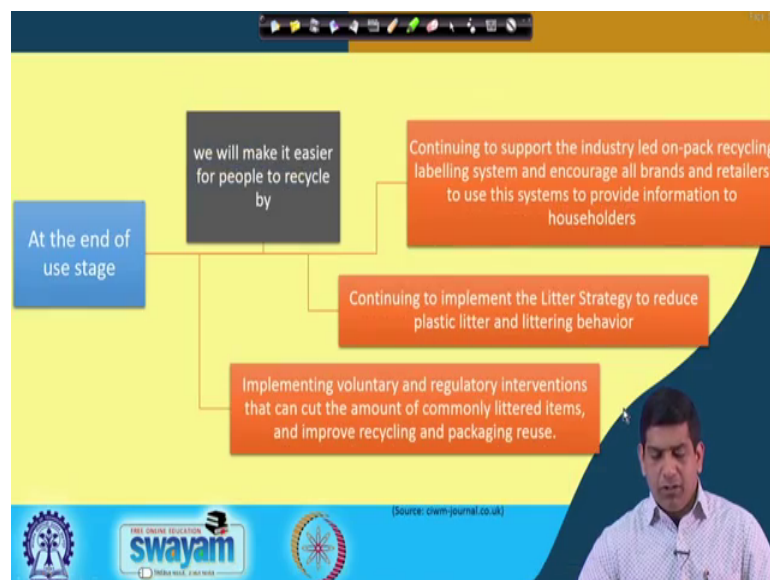 we will make it easier
for people to recycle
by
Continuing to support the industry led on-pack recycling
labelling system and encourage all brands and retailers
to use this systems to provide information to
householders
At the end of
use stage
Continuing to implement the Litter Strategy to reduce
plastic litter and littering behavior
Implementing voluntary and regulatory interventions
that can cut the amount of commonly littered items,
and improve recycling and packaging reuse.
(Source: ciwm-journal.co.uk)
FREE ONLINE EDUCATION
swayam